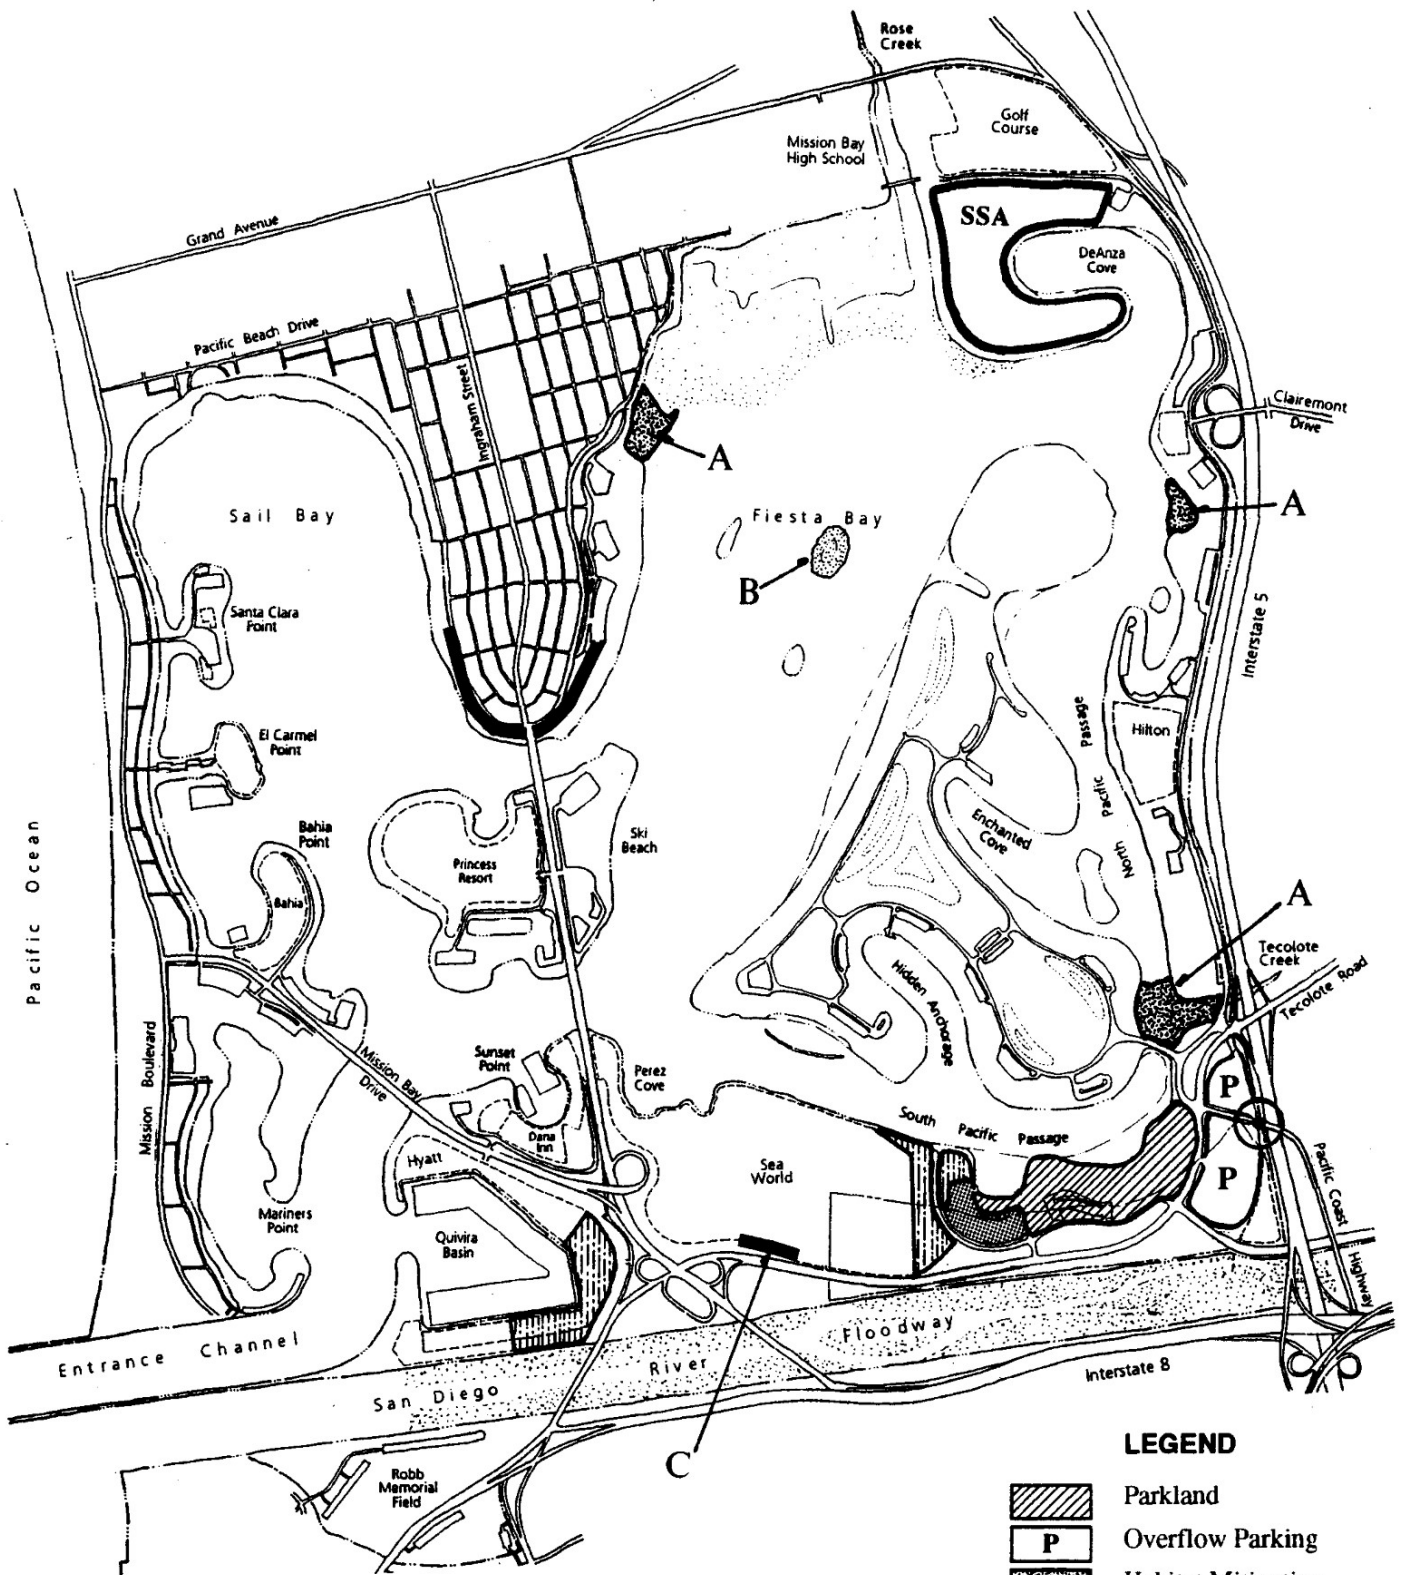 Rose
Creek
Golf
Course
Mission Bay
High School
SSA
Grand Avenue
DeAnza
Cove
Pacific Beach Drive
Ingraham Street
Clairemont
Drive
A
A
Sail Bay
Fiesta Bay
B
Santa Clara
Point
Interstate 5
El Carmel
Point
Hilton
North Pacific Passage
Bahia
Point
Ski
Beach
Enchanted
Cove
Princess
Resort
Pacific Ocean
Bahia
A
Tecolote
Creek
Tecolote Road
Hidden Anchorage
Mission Boulevard
Mission Bay
Drive
Sunset
Point
Perez
Cove
P
South Pacific Passage
Dana
Inn
Hyatt
Sea
World
P
Pacific Coast Highway
Mariners
Point
Quivira
Basin
Entrance Channel
San Diego River Floodway
Interstate 8
C
Robb
Memorial
Field
LEGEND
Parkland
P Overflow Parking